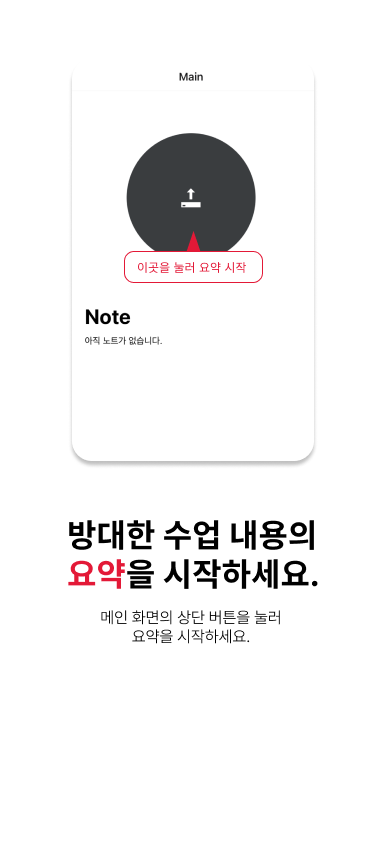 Main
이곳을 눌러 요약 시작
Note
아직 노트가 없습니다.
방대한 수업 내용의
요약을 시작하세요.
메인 화면의 상단 버튼을 눌러
요약을 시작하세요.